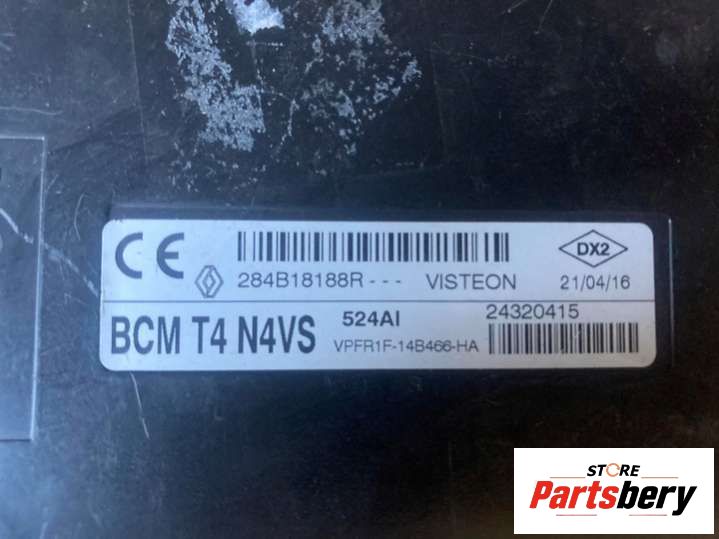 CE
284B18188R--- VISTEON
DX2
21/04/16
BCM T4 N4VS
524AI
VPFR1F-14B466-HA
24320415
STORE
Partsbery